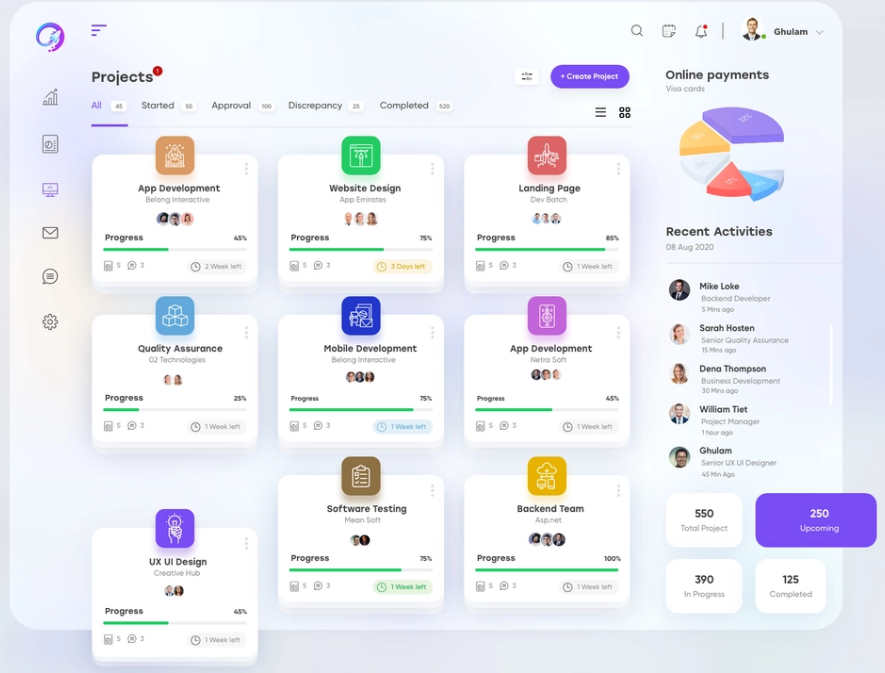 Ghulam
Projects 1
+ Create Project
All 45 Started 55 Approval 100 Discrepancy 25 Completed 520
App Development
Belong Interactive
Progress 45%
5 3 2 Week left
Website Design
App Emirates
Progress 75%
5 3 3 Days left
Landing Page
Dev Batch
Progress 85%
5 3 1 Week left
Quality Assurance
02 Technologies
Progress 25%
5 3 1 Week left
Mobile Development
Belong Interactive
Progress 75%
5 3 1 Week left
App Development
Netra Soft
Progress 45%
5 3 1 Week left
UX UI Design
Creative Hub
Progress 45%
5 3 1 Week left
Software Testing
Mean Soft
Progress 75%
5 3 1 Week left
Backend Team
Asp.net
Progress 100%
5 3 1 Week left
Online payments
Visa cards
Recent Activities
08 Aug 2020
Mike Loke
Backend Developer
5 Mins ago
Sarah Hosten
Senior Quality Assurance
15 Mins ago
Dena Thompson
Business Development
30 Mins ago
William Tiet
Project Manager
1 hour ago
Ghulam
Senior UX UI Designer
45 Min Ago
550
Total Project
250
Upcoming
390
In Progress
125
Completed